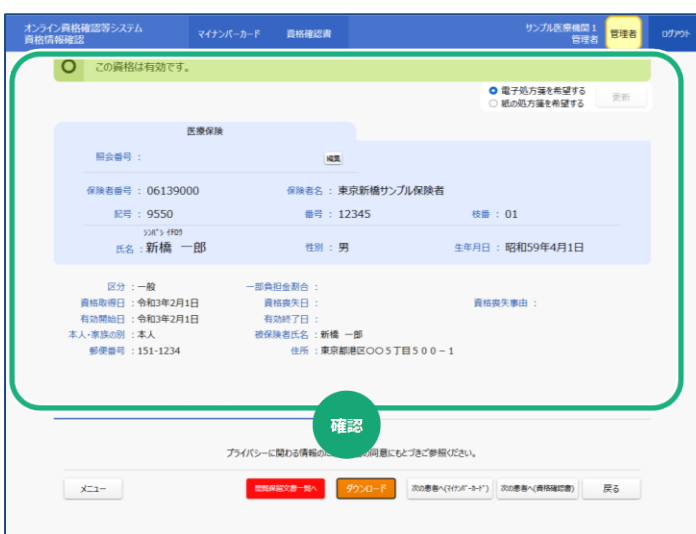 オンライン資格確認等システム
資格情報確認
マイナンバーカード
資格確認書
サンプル医療機関1
管理者
管理者
ログアウト
この資格は有効です。
電子処方箋を希望する
紙の処方箋を希望する
更新
医療保険
照会番号 :
編集
保険者番号 : 06139000
保険者名 : 東京新橋サンプル保険者
記号 : 9550
番号 : 12345
枝番 : 01
シンバシ イチロウ
氏名 : 新橋 一郎
性別 : 男
生年月日 : 昭和59年4月1日
区分 : 一般
一部負担金割合 :
資格取得日 : 令和3年2月1日
資格喪失日 :
資格喪失事由 :
有効開始日 : 令和3年2月1日
有効終了日 :
本人・家族の別 : 本人
被保険者氏名 : 新橋 一郎
郵便番号 : 151-1234
住所 : 東京都港区〇〇5丁目500-1
確認
プライバシーに関わる情報の
の同意にもとづきご参照ください。
メニュー
閲覧保留文書一覧へ
ダウンロード
次の患者へ(マイナンバーカード)
次の患者へ(資格確認書)
戻る